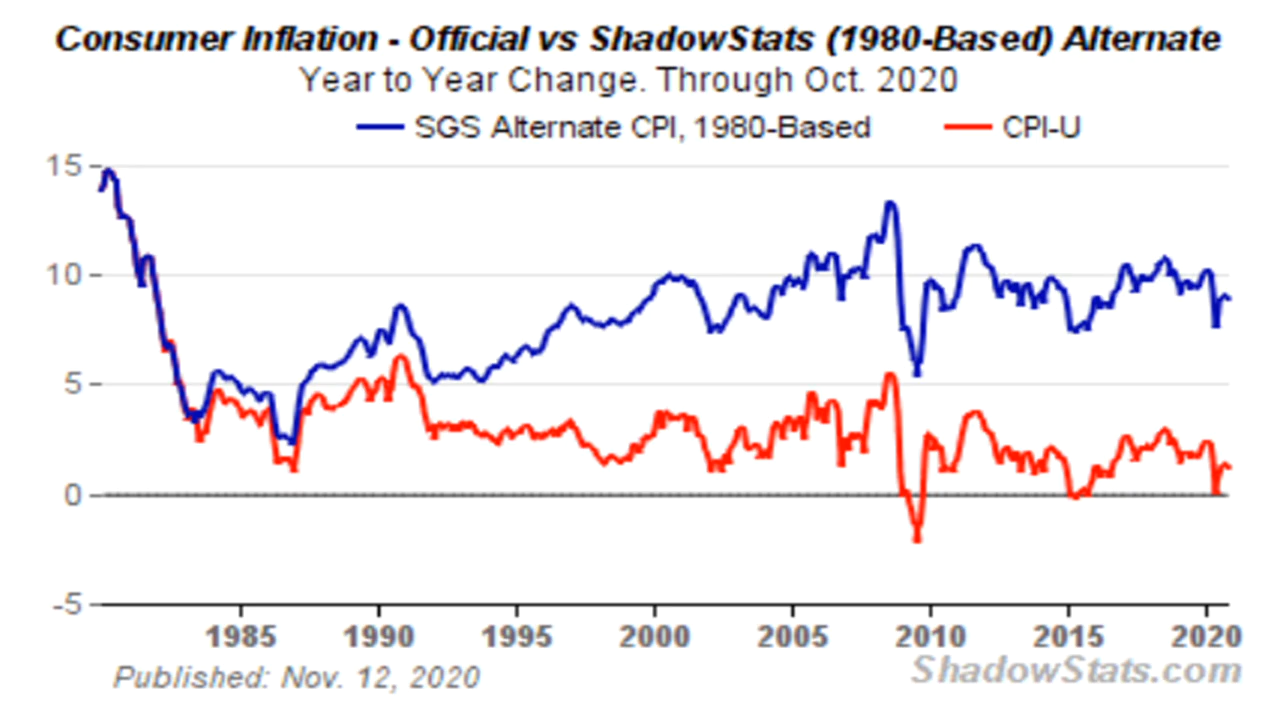 Consumer Inflation - Official vs ShadowStats (1980-Based) Alternate
Year to Year Change. Through Oct. 2020
SGS Alternate CPI, 1980-Based CPI-U
15
10
5
0
-5
1985 1990 1995 2000 2005 2010 2015 2020
Published: Nov. 12, 2020
ShadowStats.com